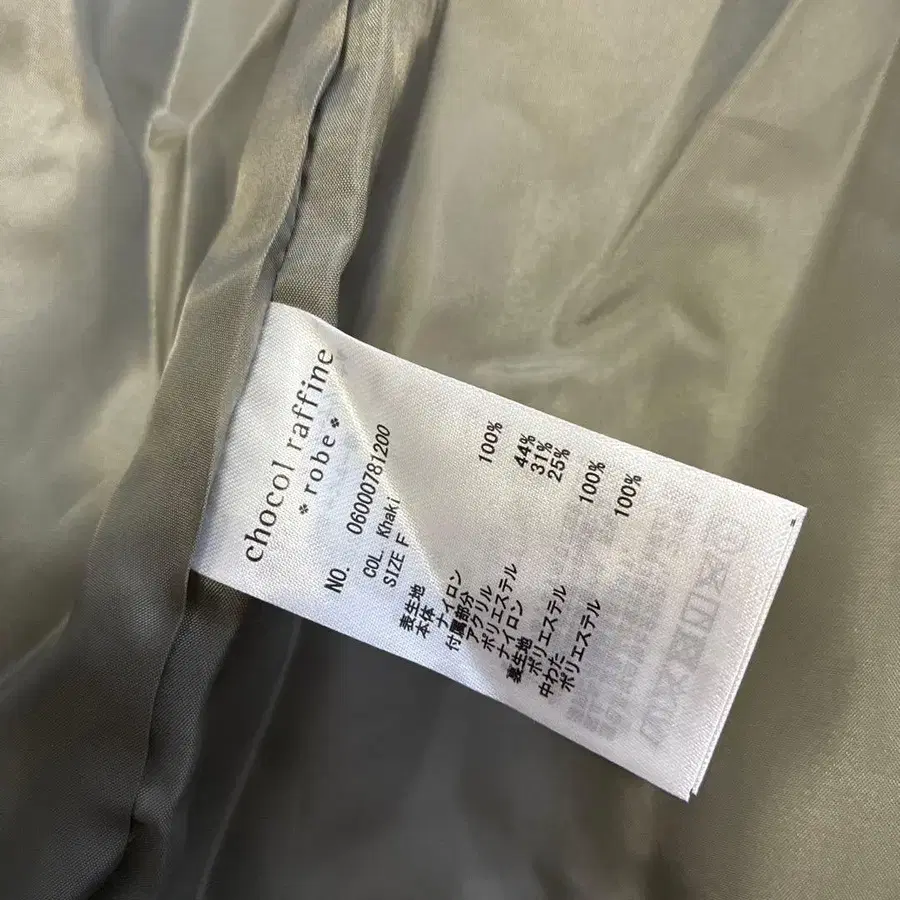 chocol raffine
robe
NO. 06000781200
COL. Khaki
SIZE F
表生地
本体
ナイロン 100%
付属部分
アクリル 44%
ポリエステル 31%
ナイロン 25%
裏生地
ポリエステル 100%
中わた
ポリエステル 100%